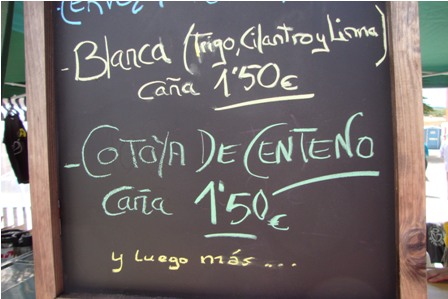 - Blanca (Trigo, Cilantro y Lima)
Caña 1'50€
- COTOYA DE CENTENO
Caña 1'50€
y luego más...